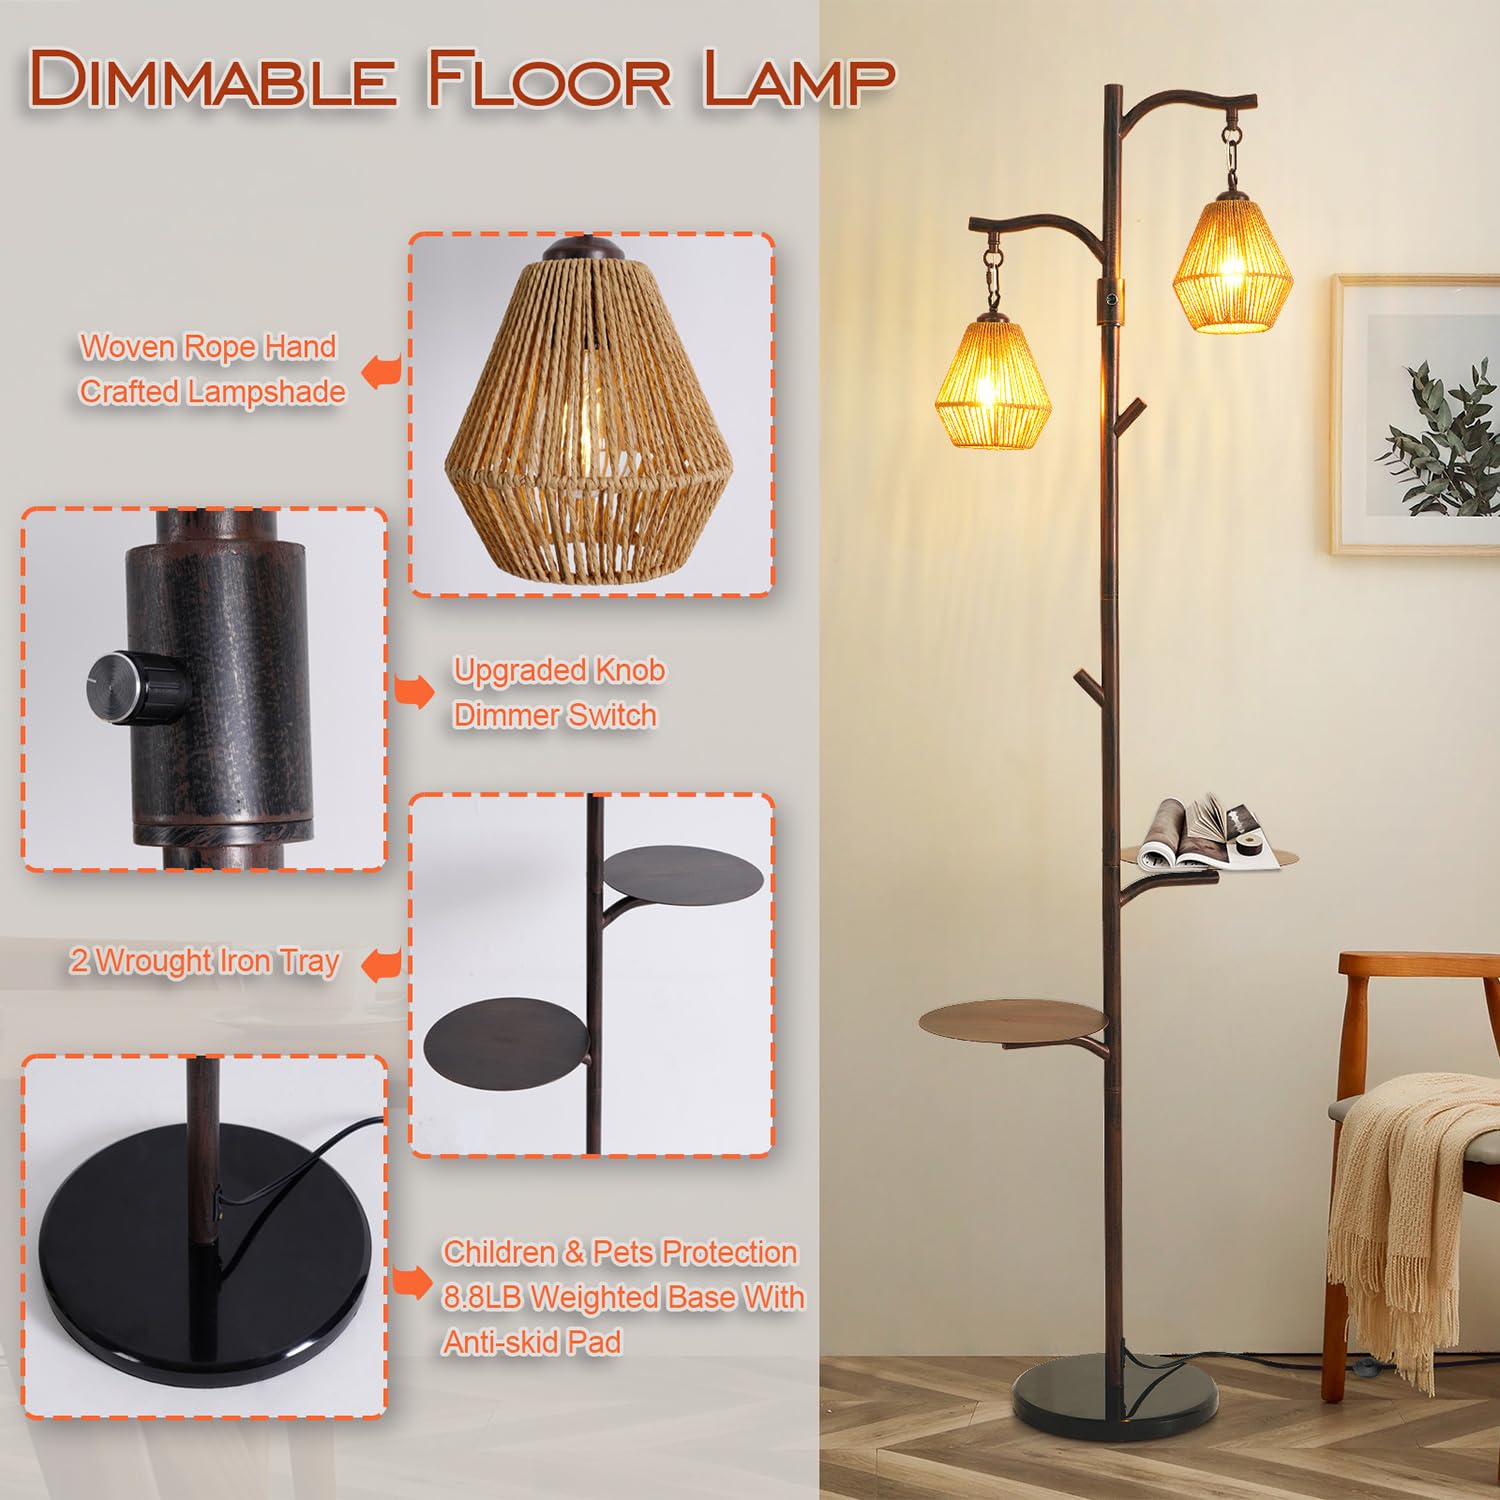 DIMMABLE FLOOR LAMP
Woven Rope Hand
Crafted Lampshade
Upgraded Knob
Dimmer Switch
2 Wrought Iron Tray
Children & Pets Protection
8.8LB Weighted Base With
Anti-skid Pad